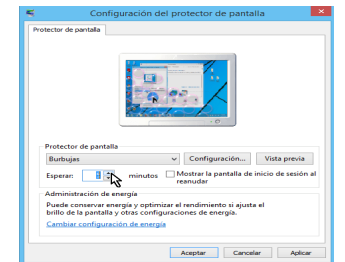 Configuración del protector de pantalla
Protector de pantalla
Protector de pantalla
Burbujas
Configuración...
Vista previa
Esperar:
minutos
Mostrar la pantalla de inicio de sesión al
reanudar
Administración de energía
Puede conservar energía y optimizar el rendimiento si ajusta el
brillo de la pantalla y otras configuraciones de energía.
Cambiar configuración de energía
Aceptar
Cancelar
Aplicar